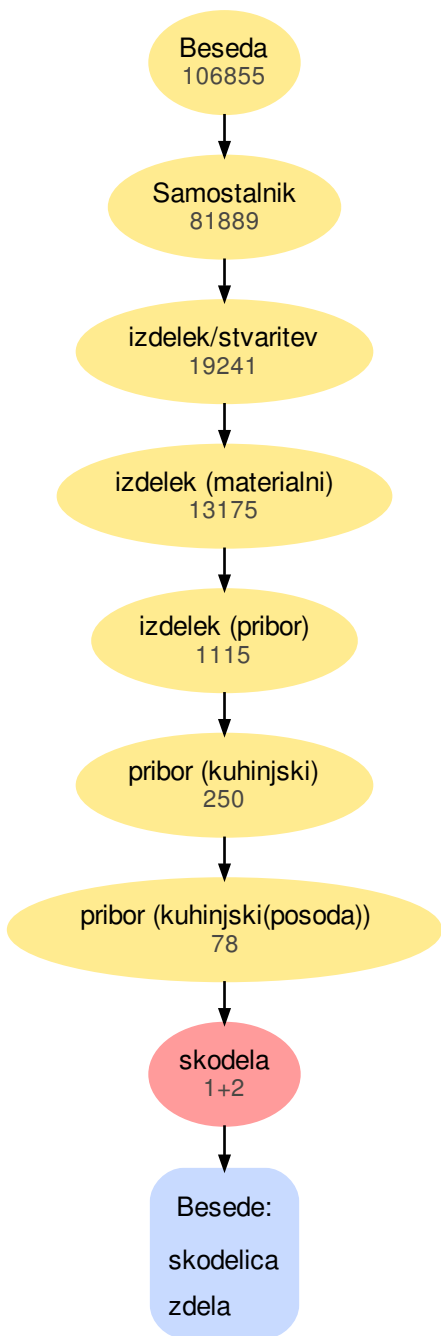 Beseda
106855
Samostalnik
81889
izdelek/stvaritev
19241
izdelek (materialni)
13175
izdelek (pribor)
1115
pribor (kuhinjski)
250
pribor (kuhinjski(posoda))
78
skodela
1+2
Besede:
skodelica
zdela